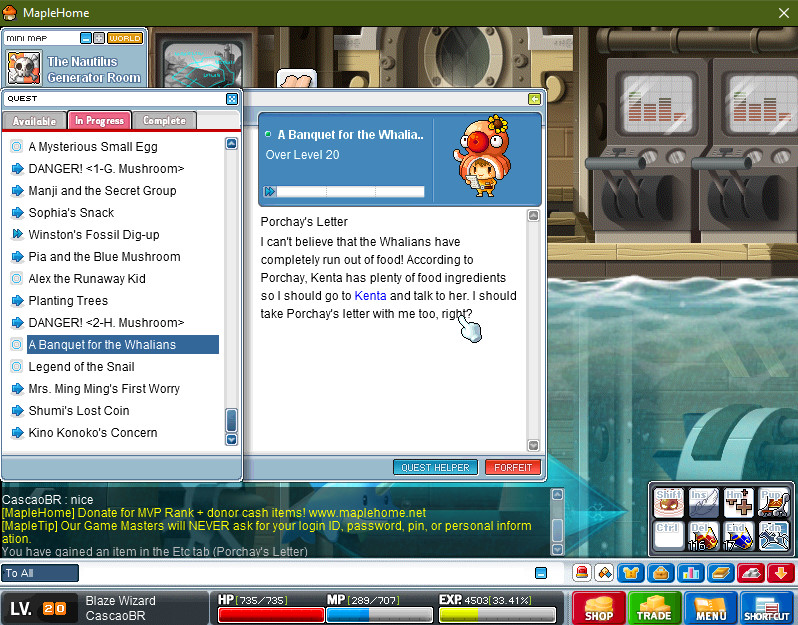 MapleHome
MINI MAP
WORLD
The Nautilus
Generator Room
QUEST
Available
In Progress
Complete
A Mysterious Small Egg
DANGER! <1-G. Mushroom>
Manji and the Secret Group
Sophia's Snack
Winston's Fossil Dig-up
Pia and the Blue Mushroom
Alex the Runaway Kid
Planting Trees
DANGER! <2-H. Mushroom>
A Banquet for the Whalians
Legend of the Snail
Mrs. Ming Ming's First Worry
Shumi's Lost Coin
Kino Konoko's Concern
A Banquet for the Whalia..
Over Level 20
Porchay's Letter
I can't believe that the Whalians have
completely run out of food! According to
Porchay, Kenta has plenty of food ingredients
so I should go to Kenta and talk to her. I should
take Porchay's letter with me too, right?
QUEST HELPER
FORFEIT
CascaoBR : nice
[MapleHome] Donate for MVP Rank + donor cash items! www.maplehome.net
[MapleTip] Our Game Masters will NEVER ask for your login ID, password, pin, or personal inform
ation.
You have gained an item in the Etc tab (Porchay's Letter)
Shift Ins Hm Pup
Ctrl Del End Pdn
To All
LV. 20
Blaze Wizard
CascaoBR
HP [735/735]
MP [289/707]
EXP. 4503[33.41%]
SHOP
TRADE
MENU
SHORT CUT